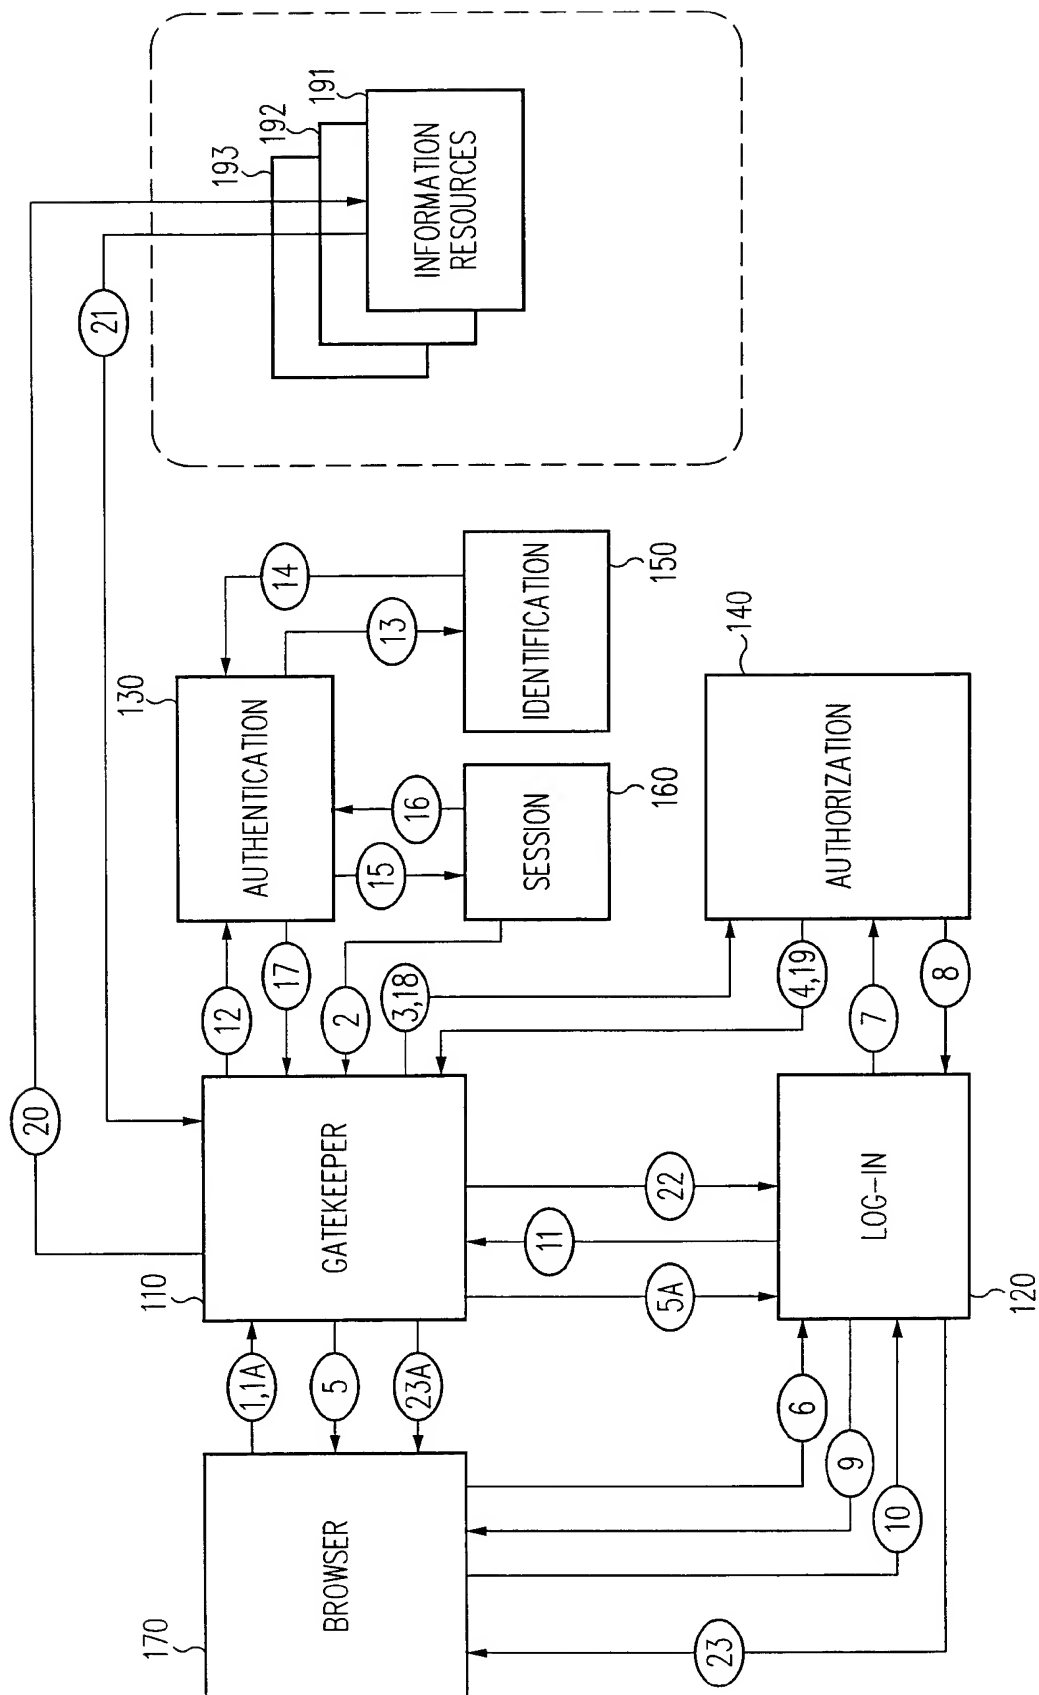 20
21
193
192
191
INFORMATION
RESOURCES
170
BROWSER
1,1A
5
23A
110
GATEKEEPER
12
17
2
3,18
130
AUTHENTICATION
14
13
15
16
SESSION
160
IDENTIFICATION
150
4,19
140
AUTHORIZATION
22
11
5A
7
8
LOG-IN
120
6
9
10
23